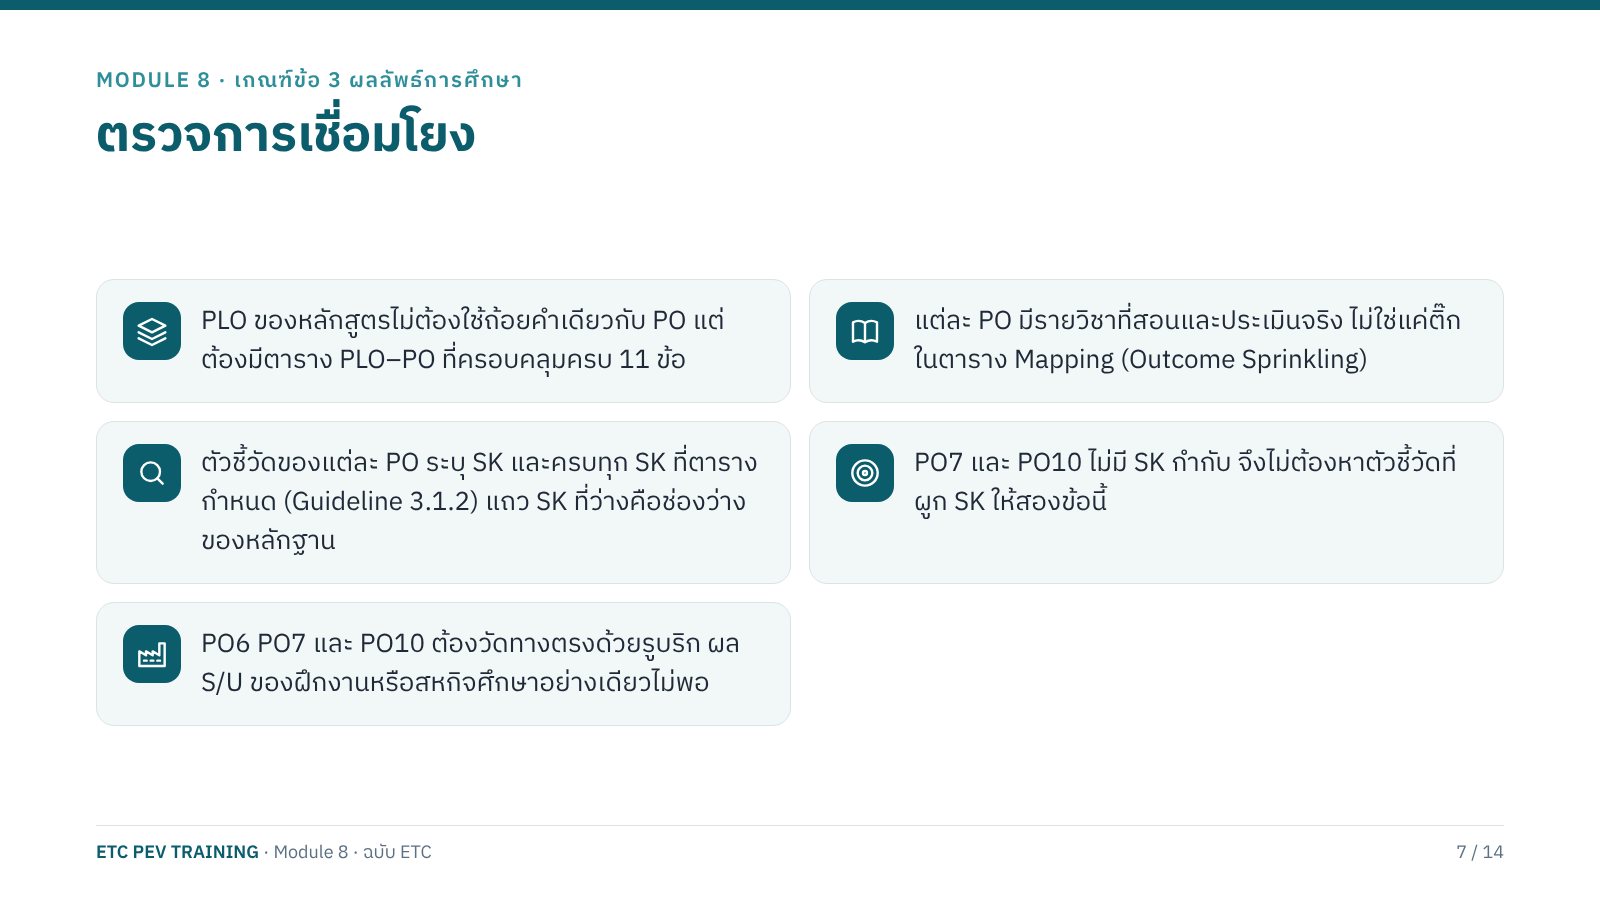 MODULE 8 · เกณฑ์ข้อ 3 ผลลัพธ์การศึกษา
ตรวจการเชื่อมโยง
PLO ของหลักสูตรไม่ต้องใช้ถ้อยคำเดียวกับ PO แต่
ต้องมีตาราง PLO–PO ที่ครอบคลุมครบ 11 ข้อ
แต่ละ PO มีรายวิชาที่สอนและประเมินจริง ไม่ใช่แค่ติ๊ก
ในตาราง Mapping (Outcome Sprinkling)
ตัวชี้วัดของแต่ละ PO ระบุ SK และครบทุก SK ที่ตาราง
กำหนด (Guideline 3.1.2) แถว SK ที่ว่างคือช่องว่าง
ของหลักฐาน
PO7 และ PO10 ไม่มี SK กำกับ จึงไม่ต้องหาตัวชี้วัดที่
ผูก SK ให้สองข้อนี้
PO6 PO7 และ PO10 ต้องวัดทางตรงด้วยรูบริก ผล
S/U ของฝึกงานหรือสหกิจศึกษาอย่างเดียวไม่พอ
ETC PEV TRAINING · Module 8 · ฉบับ ETC
7 / 14